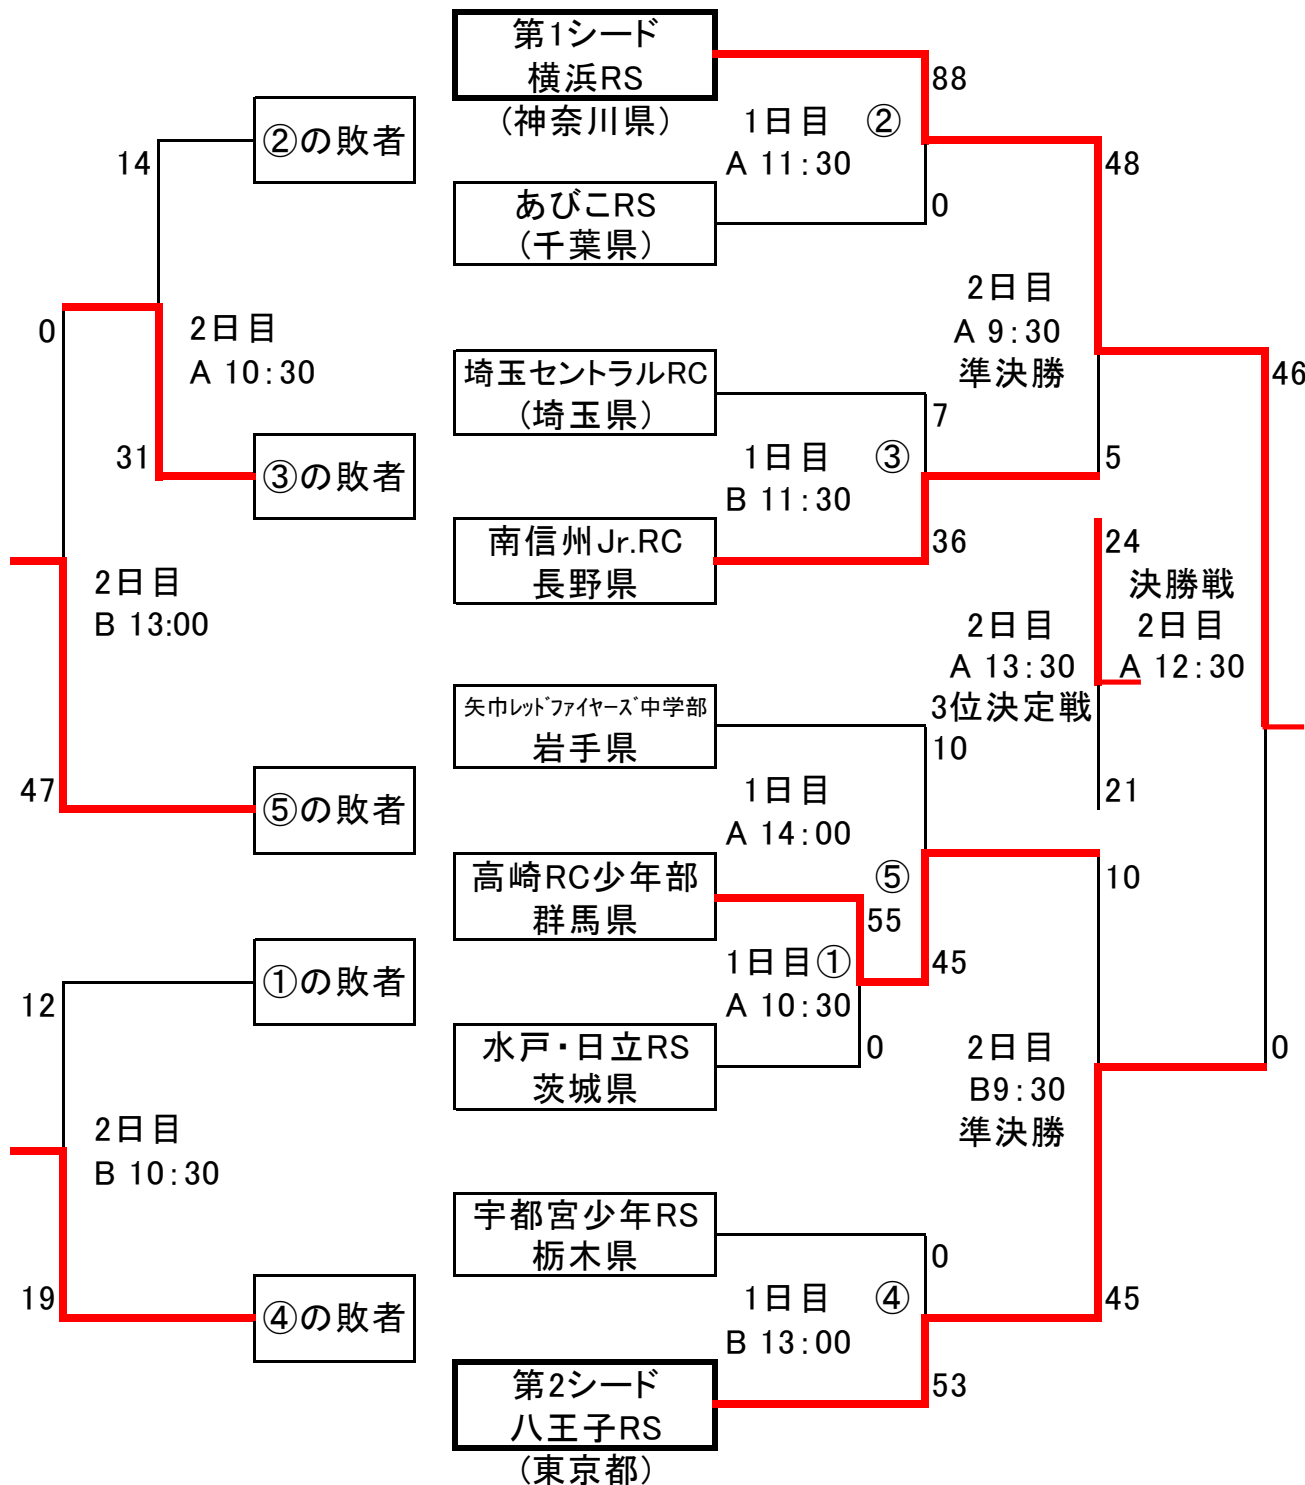 第1シード
横浜RS
(神奈川県)
88
1日目 ②
A 11:30
②の敗者
14
48
あびこRS
(千葉県)
0
2日目
A 9:30
準決勝
0
2日目
A 10:30
埼玉セントラルRC
(埼玉県)
46
7
31
③の敗者
1日目 ③
B 11:30
5
南信州Jr.RC
長野県
36
24
決勝戦
2日目
A 12:30
2日目
B 13:00
2日目
A 13:30
3位決定戦
矢巾レッドファイヤーズ中学部
岩手県
10
47
⑤の敗者
1日目
A 14:00
⑤
21
高崎RC少年部
群馬県
55
10
①の敗者
1日目①
A 10:30
45
12
水戸・日立RS
茨城県
0
2日目
B9:30
準決勝
0
2日目
B 10:30
宇都宮少年RS
栃木県
0
19
④の敗者
1日目 ④
B 13:00
45
第2シード
八王子RS
(東京都)
53